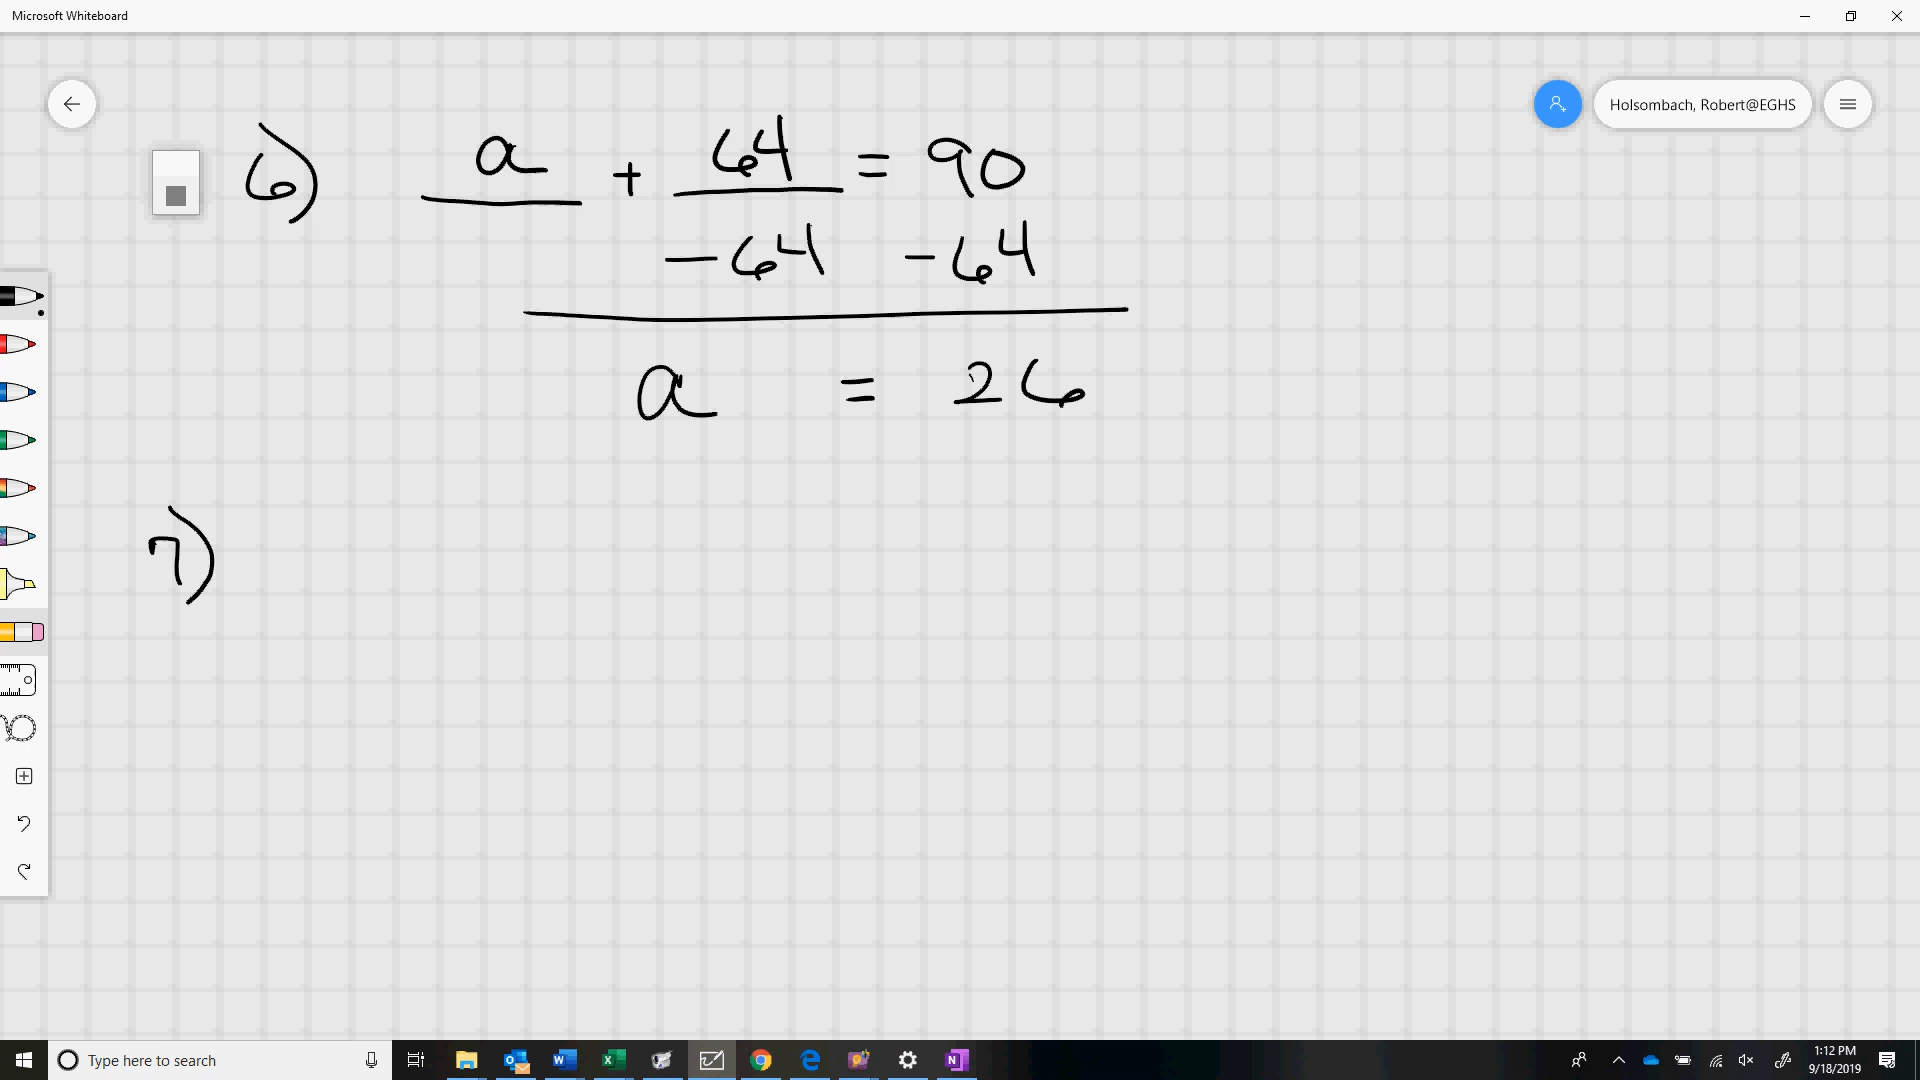 Microsoft Whiteboard
Holsombach, Robert@EGHS
6) a + 64 = 90
-64 -64
a = 26
7)
Type here to search
1:12 PM
9/18/2019